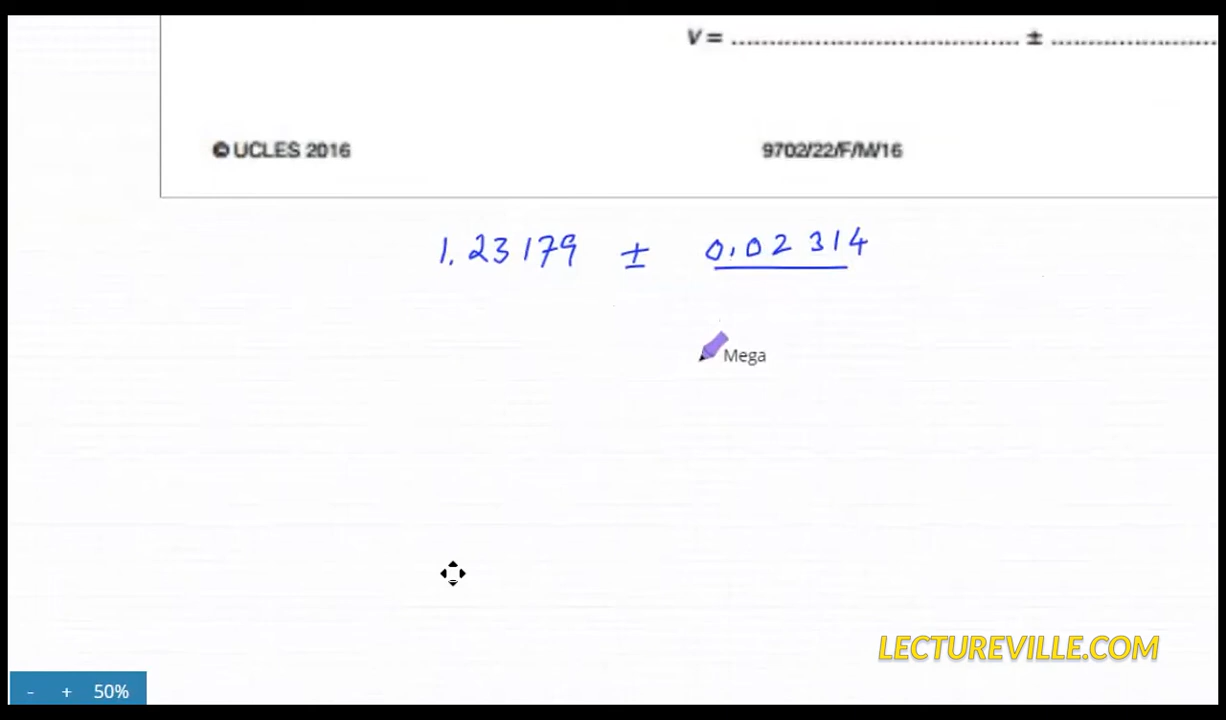 V = ........................................ ± .......................
© UCLES 2016 9702/22/F/M/16
1.23179 ± 0.02314
Mega
LECTUREVILLE.COM
- + 50%